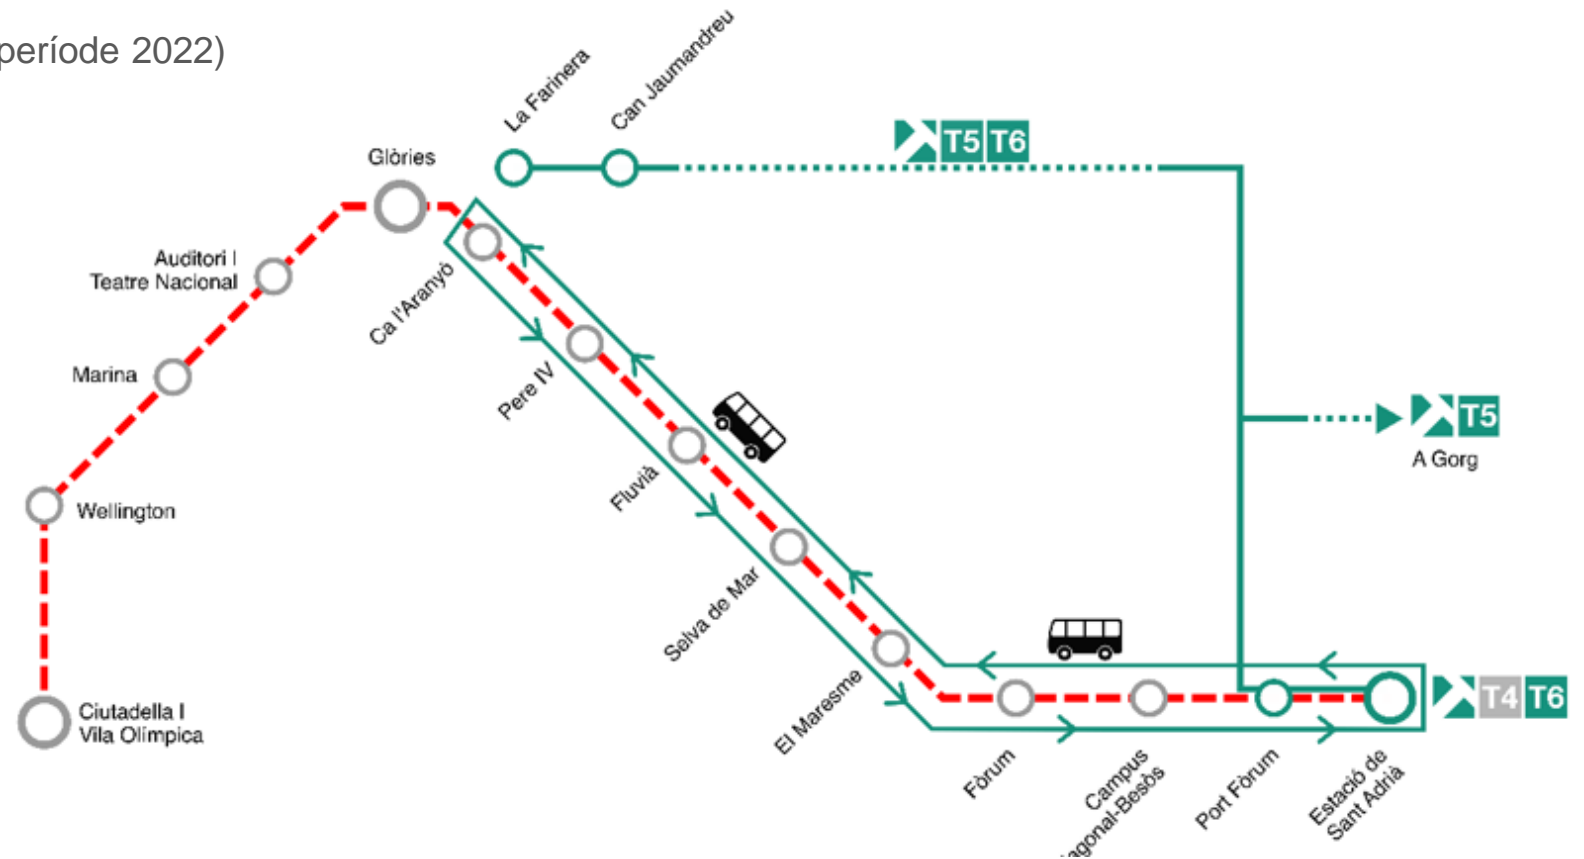 període 2022)
La Farinera
Can Jaumandreu
T5 T6
Glòries
Auditori I
Teatre Nacional
Ca l'Aranyó
Marina
Pere IV
T5
A Gorg
Fluvià
Wellington
Selva de Mar
El Maresme
T4 T6
Ciutadella I
Vila Olímpica
Fòrum
Campus
iagonal-Besòs
Port Fòrum
Estació de
Sant Adrià